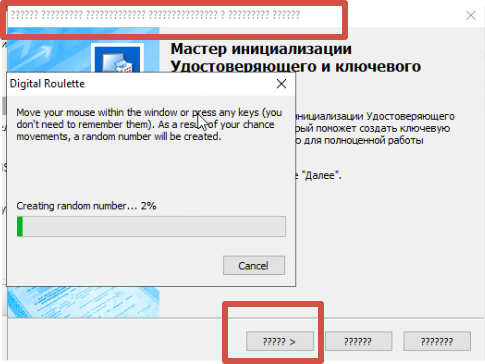 ?????? ????????? ????????????? ??????????????? ? ????????? ??????
Мастер инициализации
Удостоверяющего и ключевого
Digital Roulette
Move your mouse within the window or press any keys (you
don't need to remember them). As a result of your chance
movements, a random number will be created.
Creating random number... 2%
Cancel
нициализации Удостоверяющего
рый поможет создать ключевую
о для полноценной работы
е "Далее".
????? >
??????
???????